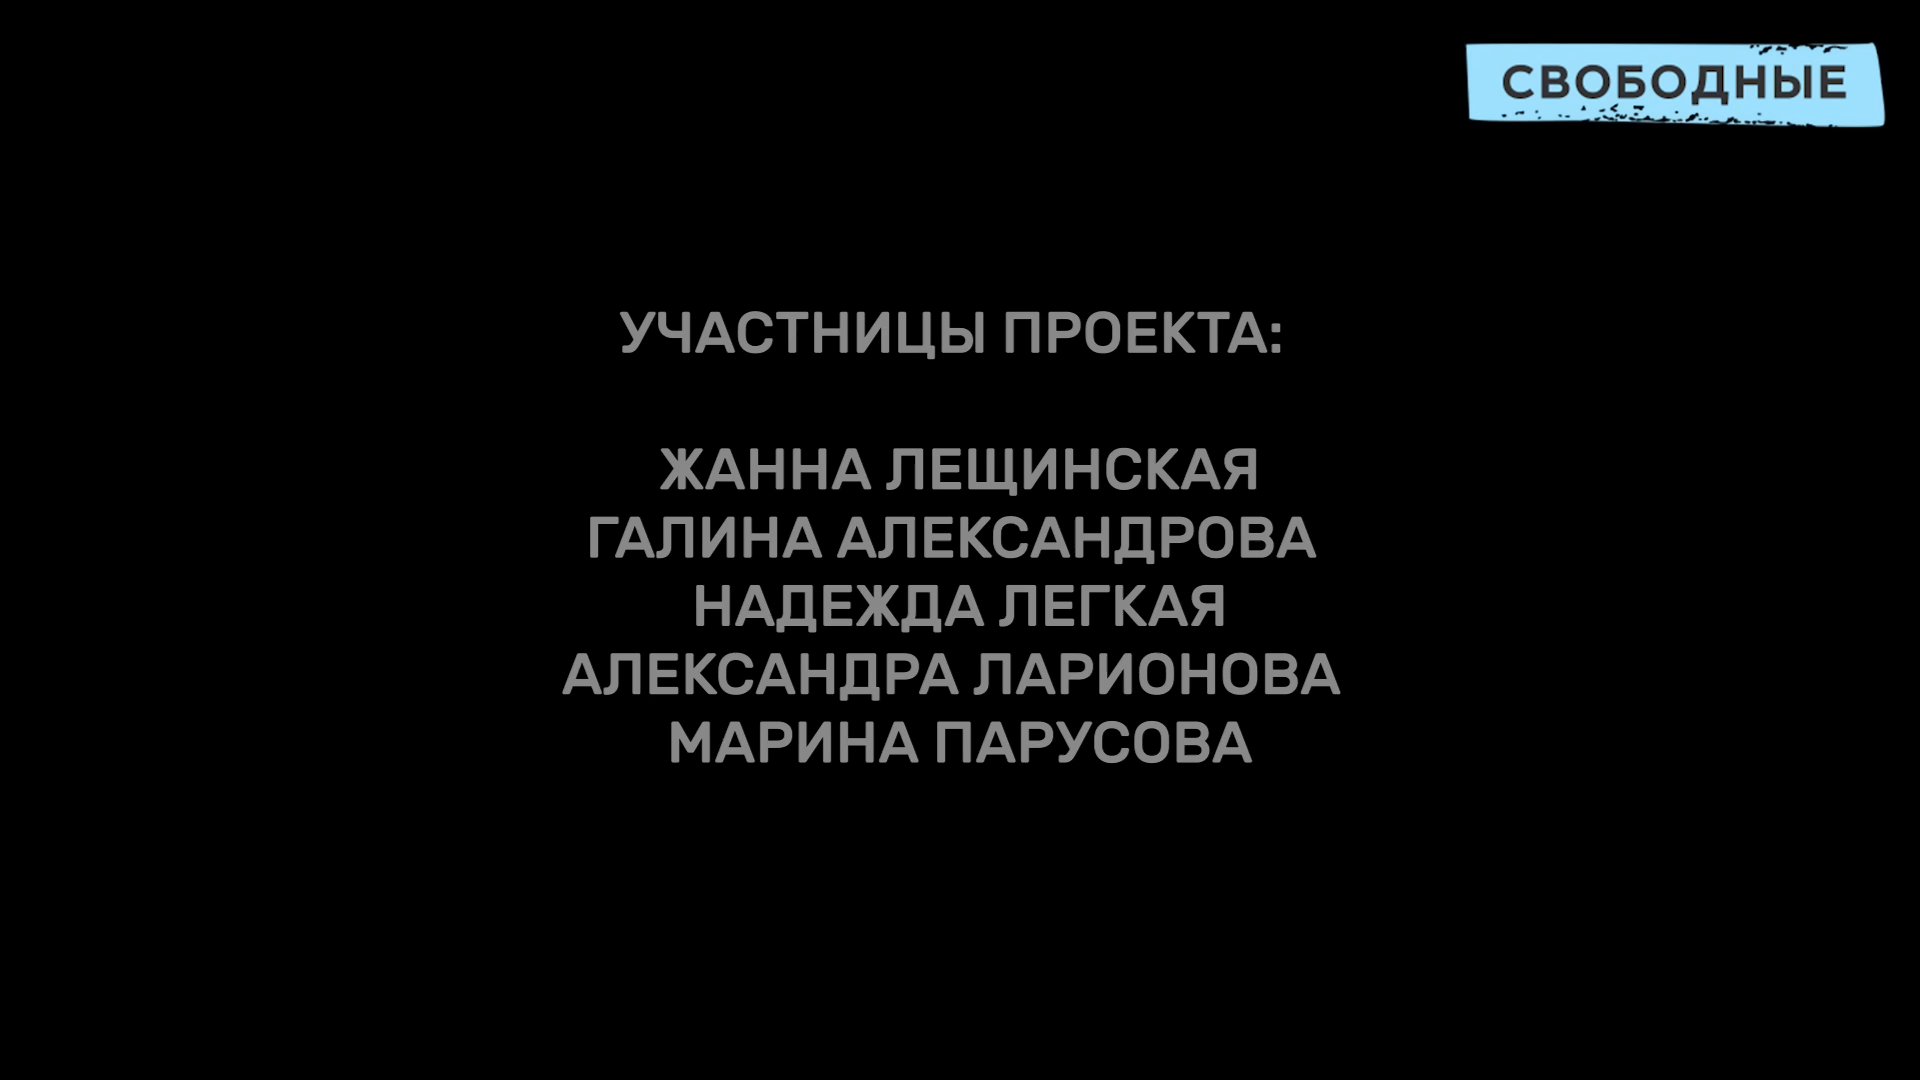 СВОБОДНЫЕ
УЧАСТНИЦЫ ПРОЕКТА:
ЖАННА ЛЕЩИНСКАЯ
ГАЛИНА АЛЕКСАНДРОВА
НАДЕЖДА ЛЕГКАЯ
АЛЕКСАНДРА ЛАРИОНОВА
МАРИНА ПАРУСОВА